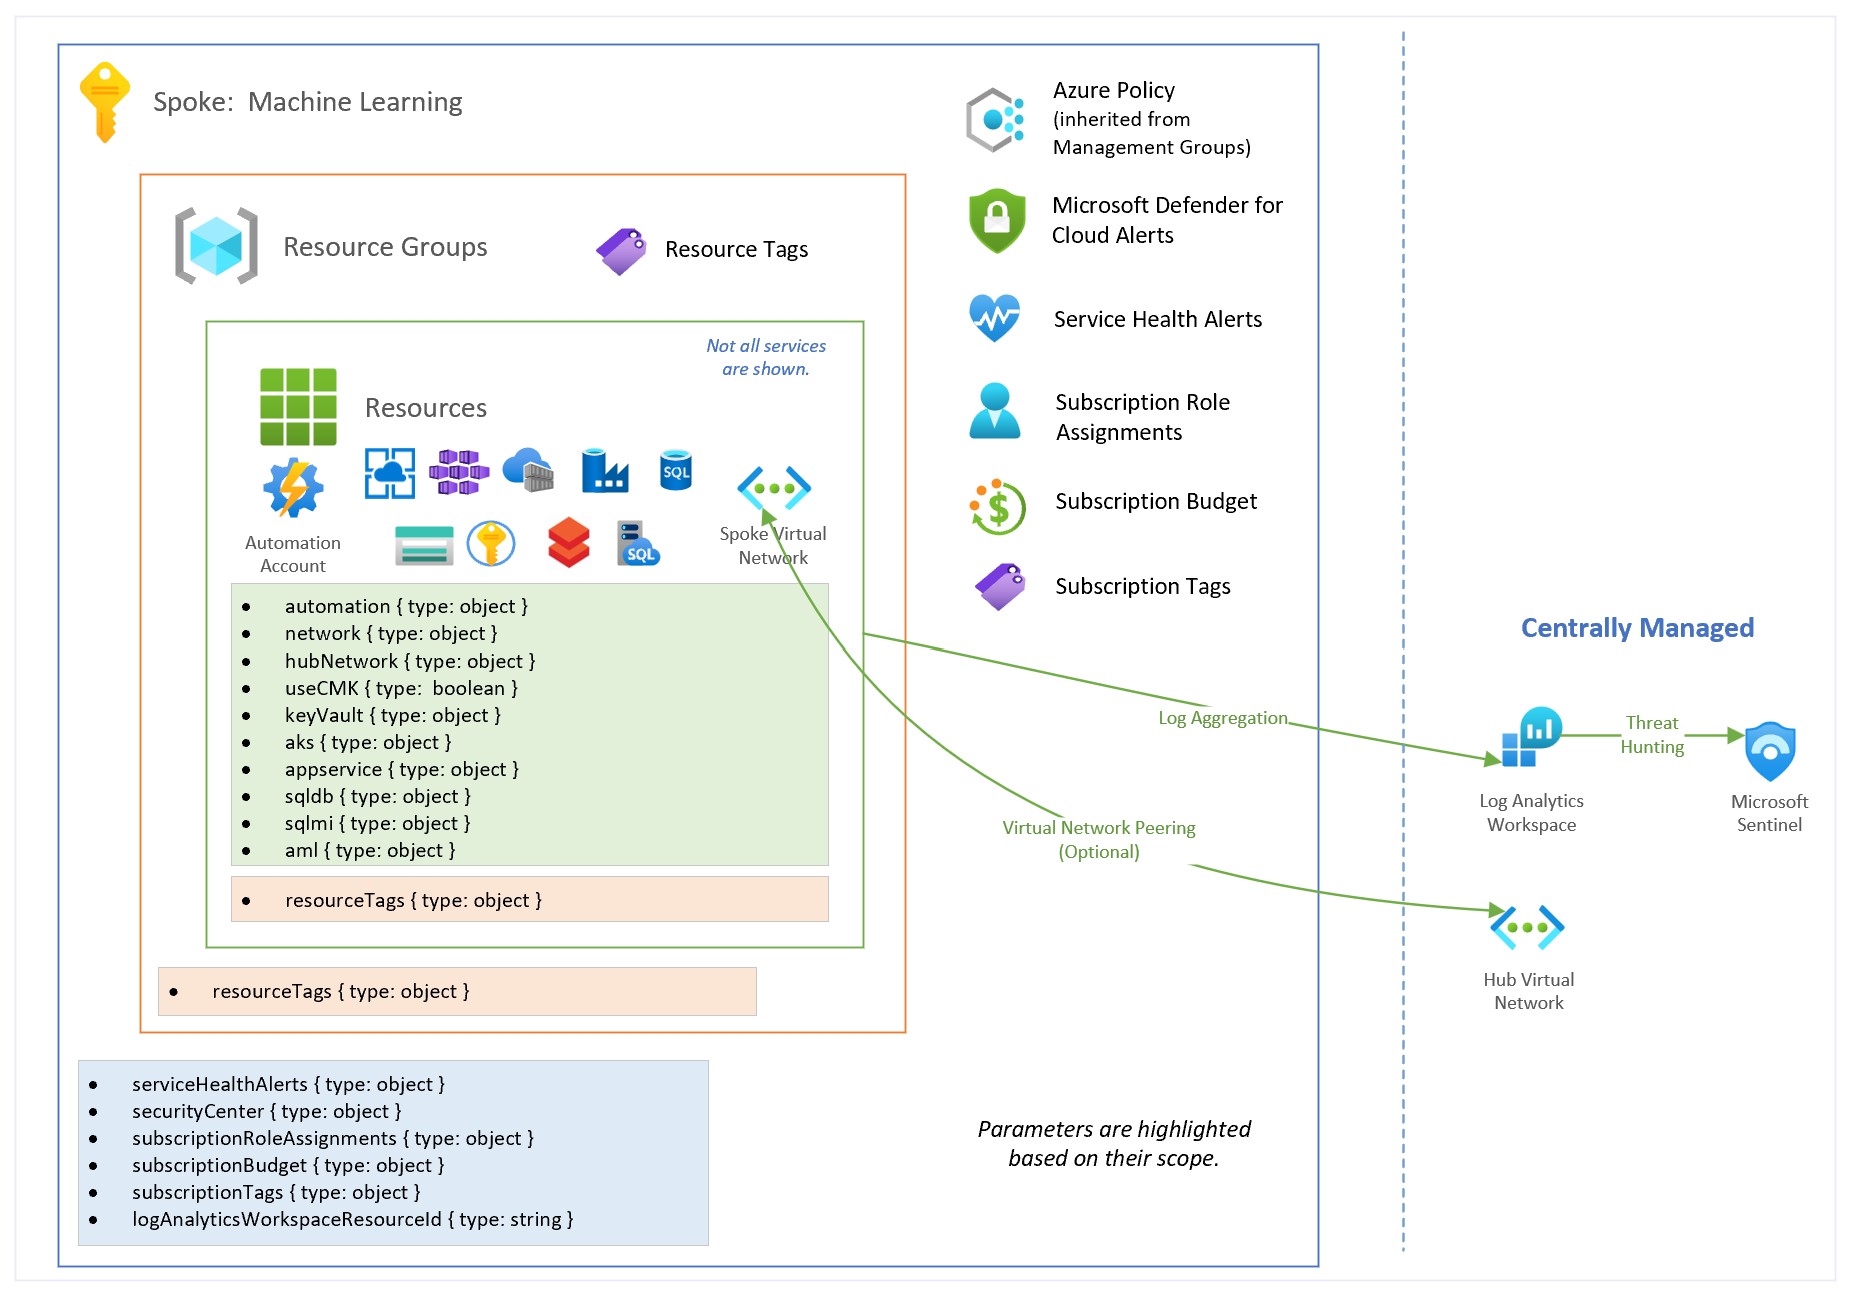 Spoke:  Machine Learning
Azure Policy
(inherited from
Management Groups)
Microsoft Defender for
Cloud Alerts
Service Health Alerts
Subscription Role
Assignments
Subscription Budget
Subscription Tags
Resource Groups
Resource Tags
Not all services
are shown.
Resources
SQL
SQL
Automation
Account
Spoke Virtual
Network
• automation { type: object }
• network { type: object }
• hubNetwork { type: object }
• useCMK { type:  boolean }
• keyVault { type: object }
• aks { type: object }
• appservice { type: object }
• sqldb { type: object }
• sqlmi { type: object }
• aml { type: object }
• resourceTags { type: object }
• resourceTags { type: object }
• serviceHealthAlerts { type: object }
• securityCenter { type: object }
• subscriptionRoleAssignments { type: object }
• subscriptionBudget { type: object }
• subscriptionTags { type: object }
• logAnalyticsWorkspaceResourceId { type: string }
Parameters are highlighted
based on their scope.
Log Aggregation
Virtual Network Peering
(Optional)
Centrally Managed
Threat
Hunting
Log Analytics
Workspace
Microsoft
Sentinel
Hub Virtual
Network